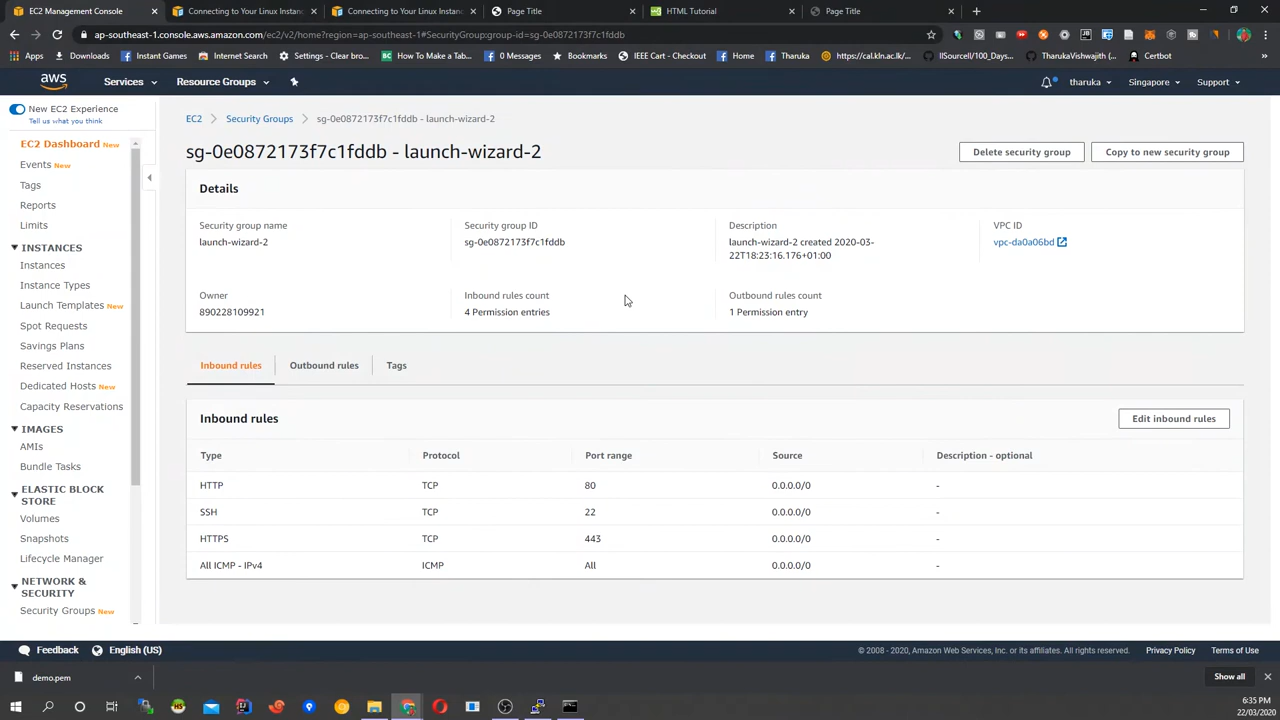 EC2 Management Console
Connecting to Your Linux Instanc
Connecting to Your Linux Instanc
Page Title
HTML Tutorial
Page Title
ap-southeast-1.console.aws.amazon.com/ec2/v2/home?region=ap-southeast-1#SecurityGroup:group-id=sg-0e0872173f7c1fddb
Apps
Downloads
Instant Games
Settings - Clear bro...
How To Make a Tab...
Internet Search
Bookmarks
IEEE Cart - Checkout
Home
Tharuka
https://cal.kln.ac.lk/...
llSourcell/100_Days...
TharukaVishwajith (...
Certbot
aws
Services
Resource Groups
tharuka
Singapore
Support
New EC2 Experience
Tell us what you think
EC2 Dashboard New
Events New
Tags
Reports
Limits
INSTANCES
Instances
Instance Types
Launch Templates New
Spot Requests
Savings Plans
Reserved Instances
Dedicated Hosts New
Capacity Reservations
IMAGES
AMIs
Bundle Tasks
ELASTIC BLOCK
STORE
Volumes
Snapshots
Lifecycle Manager
NETWORK &
SECURITY
Security Groups New
EC2
Security Groups
sg-0e0872173f7c1fddb - launch-wizard-2
sg-0e0872173f7c1fddb - launch-wizard-2
Delete security group
Copy to new security group
Details
Security group name
launch-wizard-2
Security group ID
sg-0e0872173f7c1fddb
Description
launch-wizard-2 created 2020-03-
22T18:23:16.176+01:00
VPC ID
vpc-da0a06bd
Owner
890228109921
Inbound rules count
4 Permission entries
Outbound rules count
1 Permission entry
Inbound rules
Outbound rules
Tags
Inbound rules
Edit inbound rules
Type Protocol Port range Source Description - optional
HTTP TCP 80 0.0.0.0/0 -
SSH TCP 22 0.0.0.0/0 -
HTTPS TCP 443 0.0.0.0/0 -
All ICMP - IPv4 ICMP All 0.0.0.0/0 -
Feedback
English (US)
© 2008 - 2020, Amazon Web Services, Inc. or its affiliates. All rights reserved.
Privacy Policy
Terms of Use
demo.pem
Show all
6:35 PM
22/03/2020